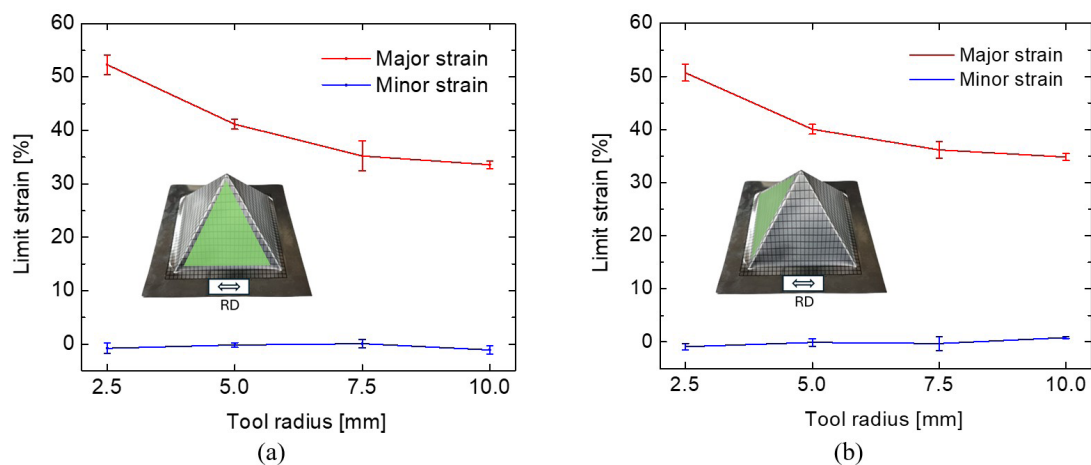 60
50
40
30
20
10
0
Limit strain [%]
Major strain
Minor strain
RD
2.5 5.0 7.5 10.0
Tool radius [mm]
(a)
60
50
40
30
20
10
0
Limit strain [%]
Major strain
Minor strain
RD
2.5 5.0 7.5 10.0
Tool radius [mm]
(b)